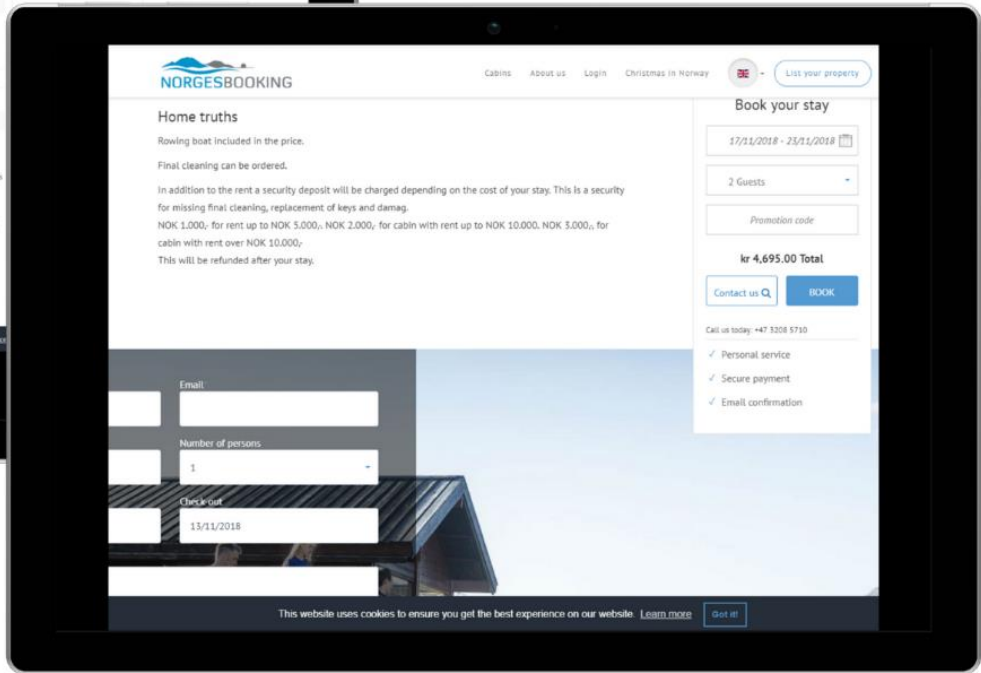 NORGESBOOKING
Cabins About us Login Christmas in Norway List your property
Home truths
Rowing boat included in the price.
Final cleaning can be ordered.
In addition to the rent a security deposit will be charged depending on the cost of your stay. This is a security
for missing final cleaning, replacement of keys and damag.
NOK 1.000,- for rent up to NOK 5.000,-. NOK 2.000,- for cabin with rent up to NOK 10.000. NOK 3.000,-, for
cabin with rent over NOK 10.000,-
This will be refunded after your stay.
Book your stay
17/11/2018 - 23/11/2018
2 Guests
Promotion code
kr 4,695.00 Total
Contact us BOOK
Call us today: +47 3208 5710
✓ Personal service
✓ Secure payment
✓ Email confirmation
Email
Number of persons
1
Check out
13/11/2018
This website uses cookies to ensure you get the best experience on our website. Learn more Got it!